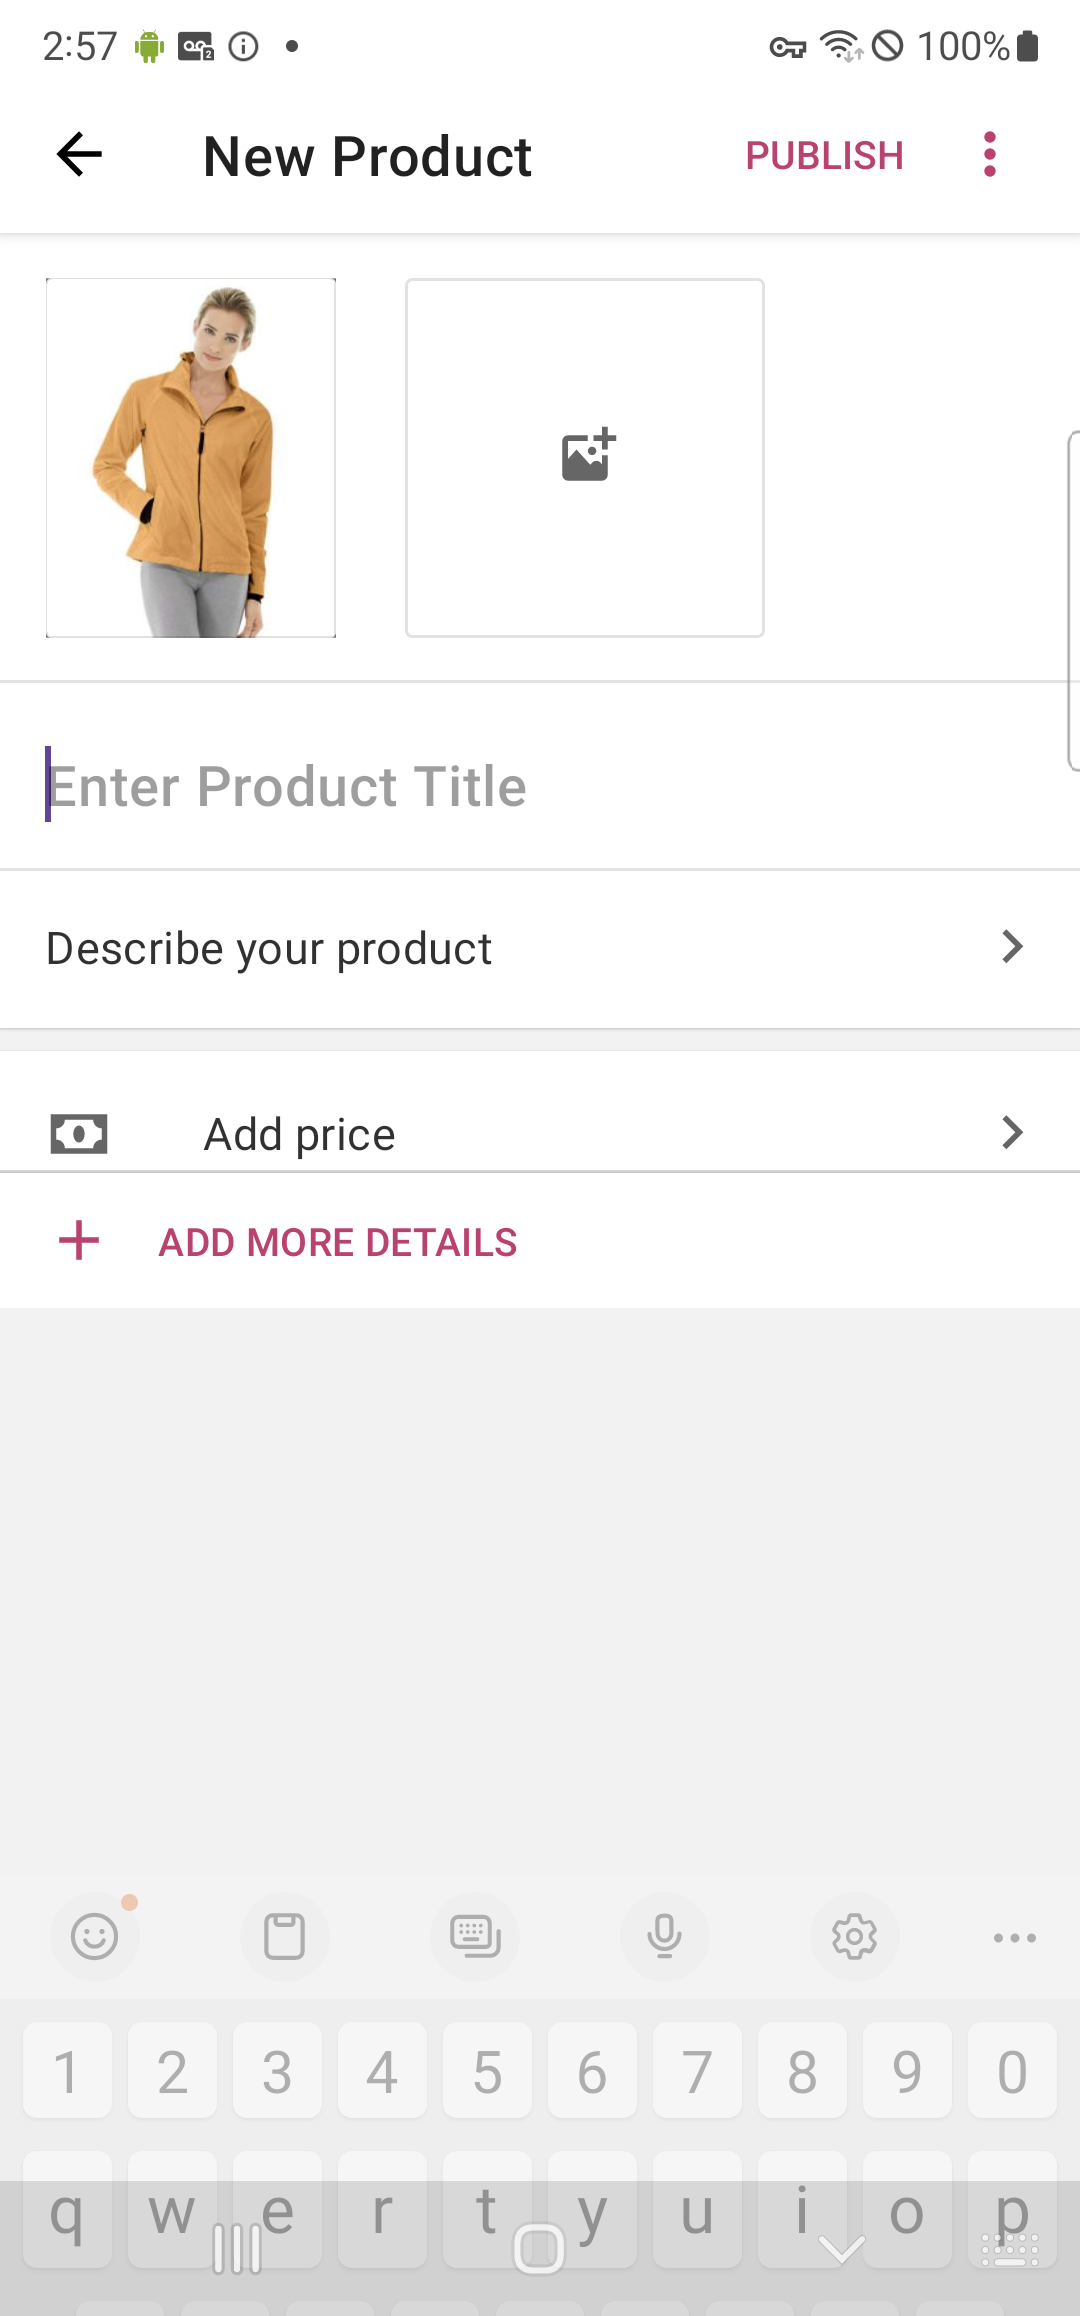 2:57 2 100%
New Product PUBLISH
Enter Product Title
Describe your product
Add price
ADD MORE DETAILS
1 2 3 4 5 6 7 8 9 0
q w e r t y u i o p